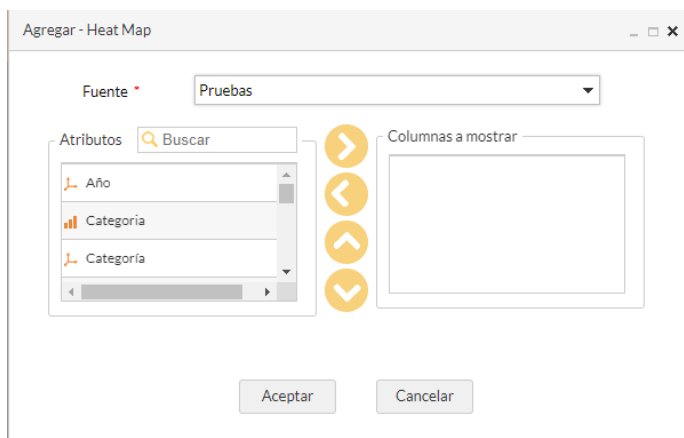 Agregar - Heat Map
Fuente *
Pruebas
Atributos
Buscar
Columnas a mostrar
Año
Categoria
Categoría
Aceptar
Cancelar